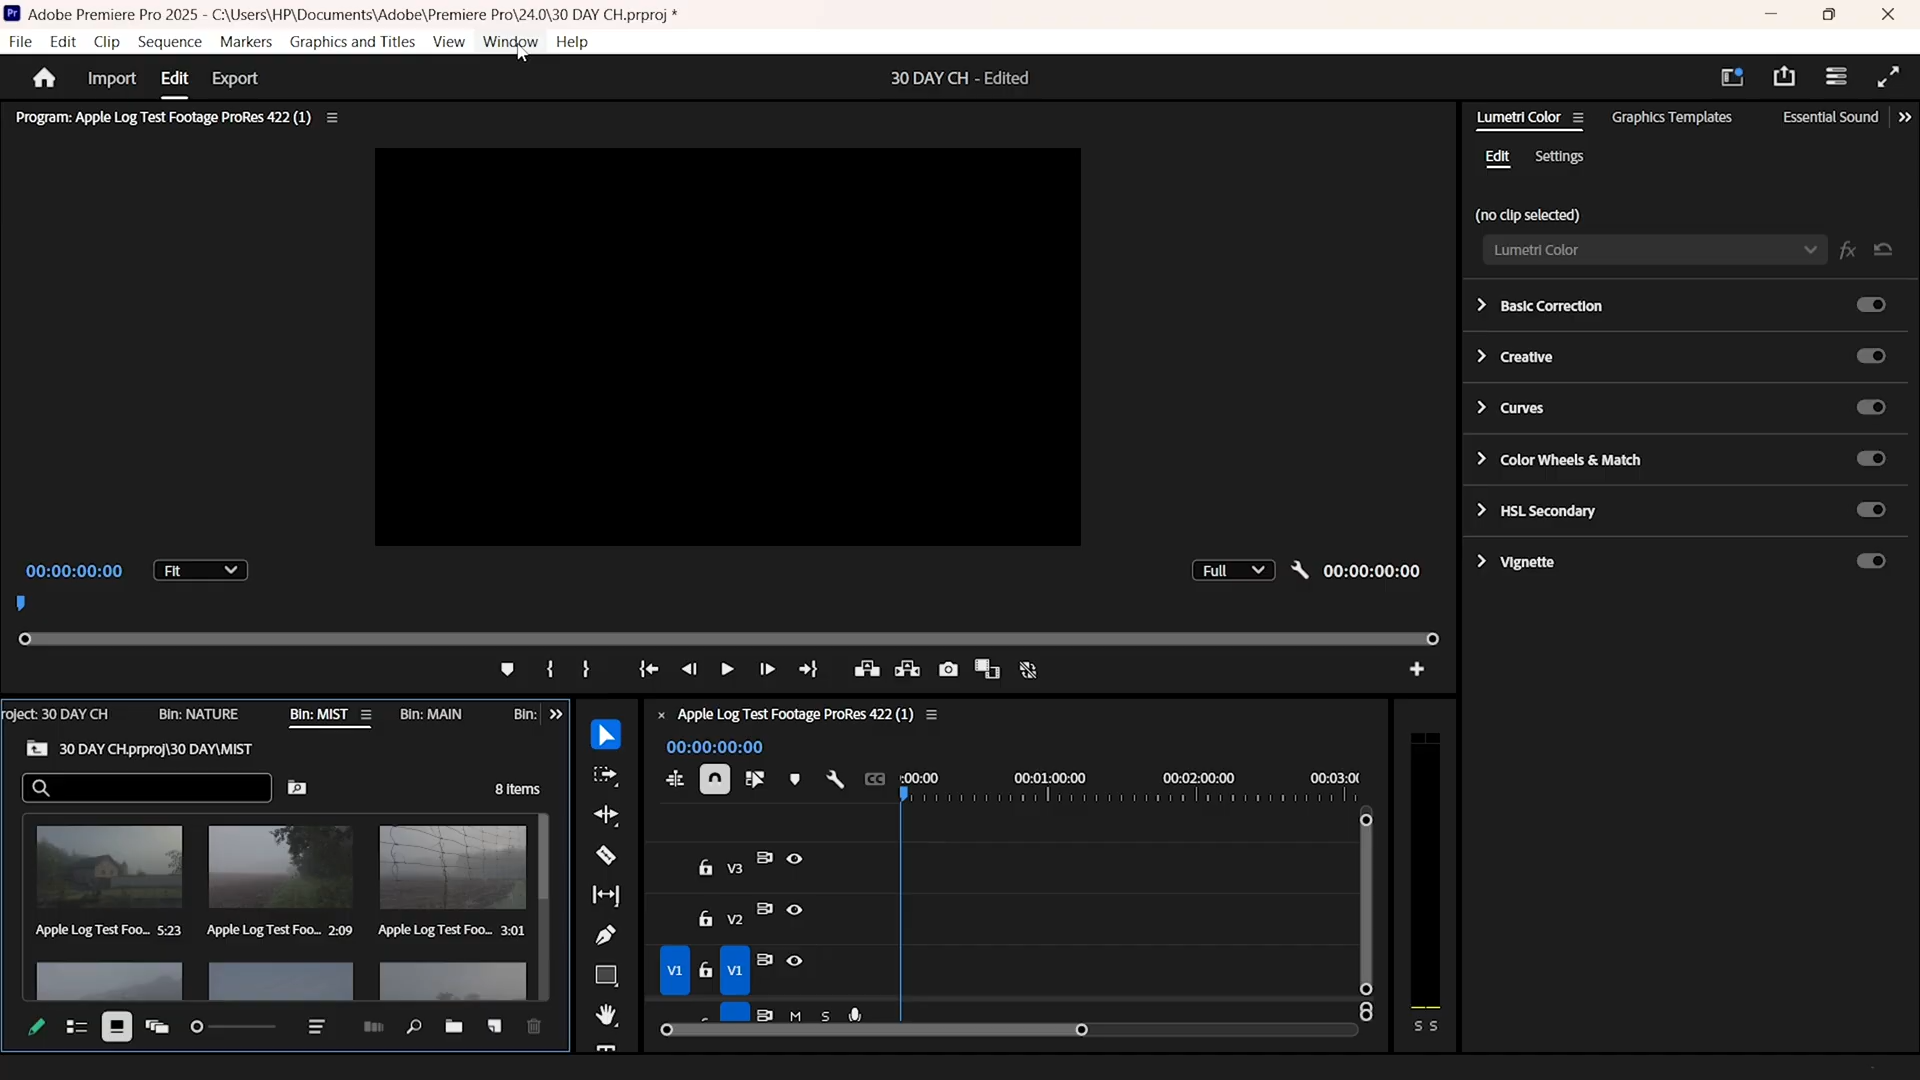 Adobe Premiere Pro 2025 - C:\Users\HP\Documents\Adobe\Premiere Pro\24.0\30 DAY CH.prproj *
File Edit Clip Sequence Markers Graphics and Titles View Window Help
Import Edit Export 30 DAY CH - Edited
Program: Apple Log Test Footage ProRes 422 (1)
Lumetri Color Graphics Templates Essential Sound
Edit Settings
(no clip selected)
Lumetri Color fx
Basic Correction
Creative
Curves
Color Wheels & Match
HSL Secondary
Vignette
00:00:00:00 Fit Full 00:00:00:00
roject: 30 DAY CH Bin: NATURE Bin: MIST Bin: MAIN Bin:
30 DAY CH.prproj\30 DAY\MIST
8 items
Apple Log Test Foo... 5:23 Apple Log Test Foo... 2:09 Apple Log Test Foo... 3:01
× Apple Log Test Footage ProRes 422 (1)
00:00:00:00
CC :00:00 00:01:00:00 00:02:00:00 00:03:0(
V3
V2
V1 V1
M S
S S